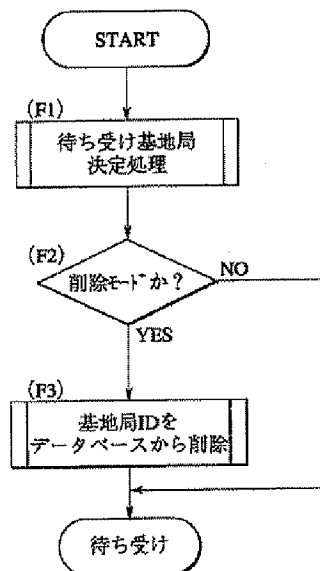 START
(F1)
待ち受け基地局
決定処理
(F2)
削除モードか?
NO
YES
(F3)
基地局IDを
データベースから削除
待ち受け